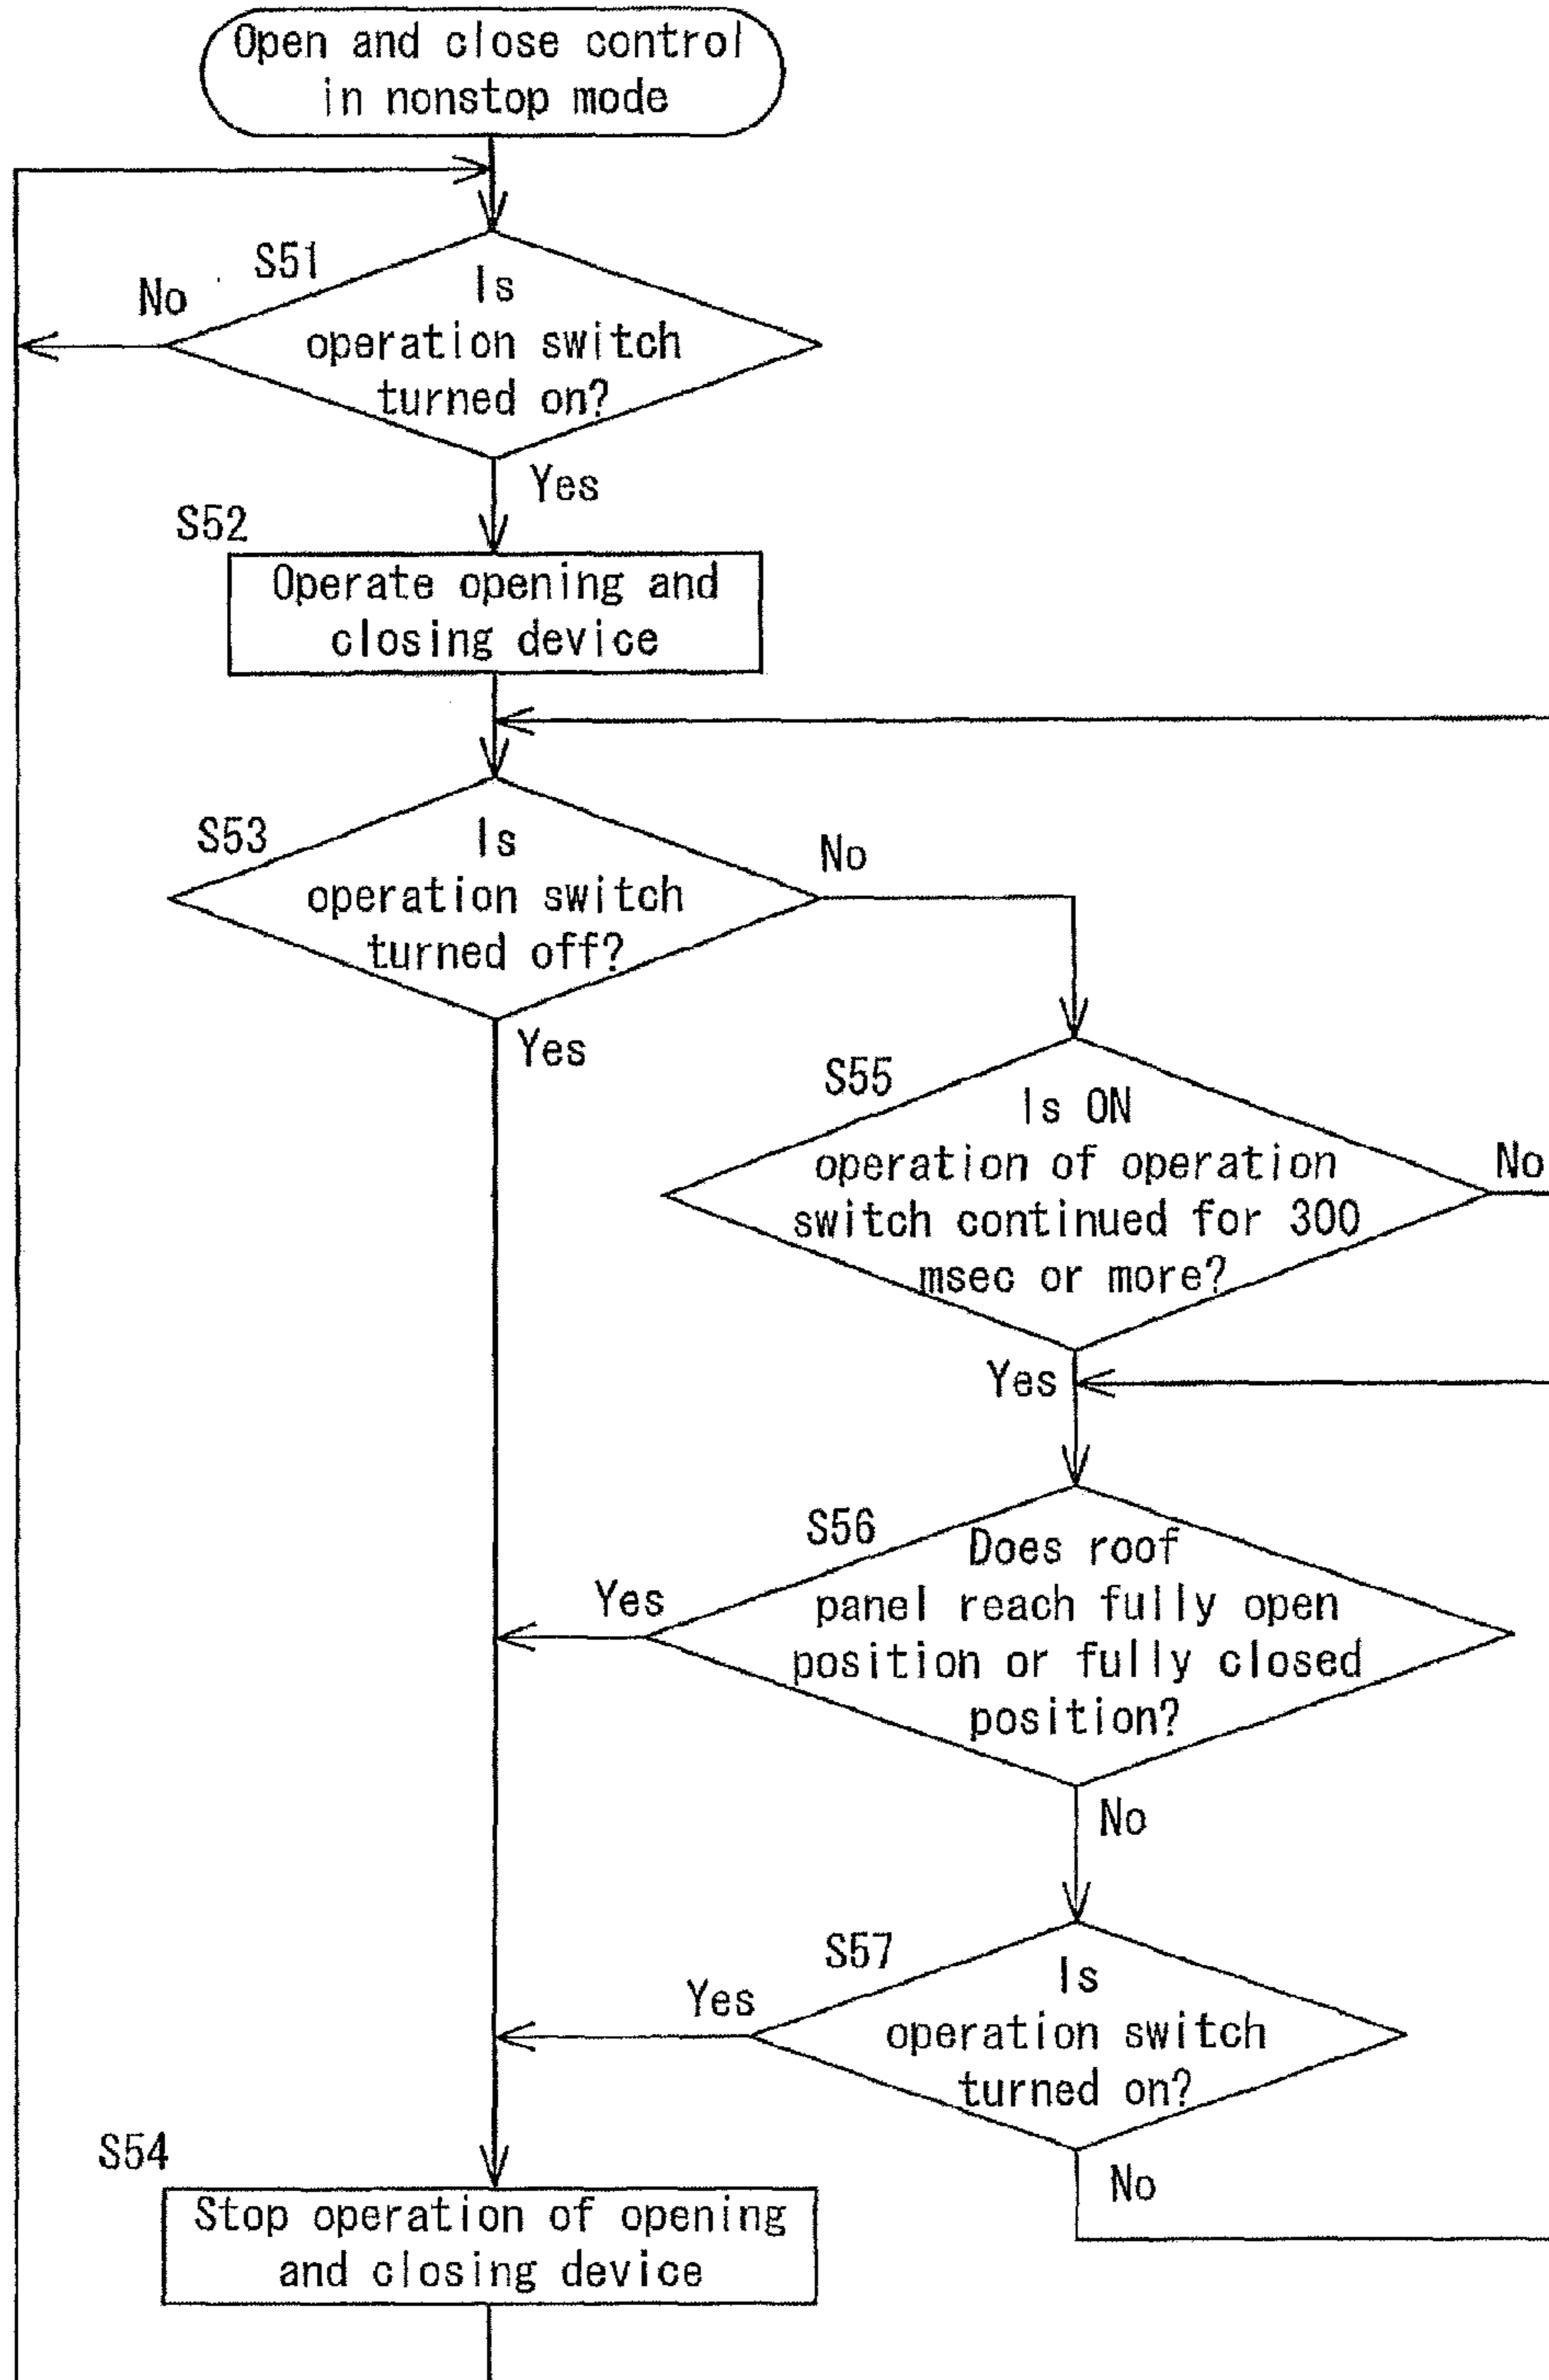 Open and close control
in nonstop mode
S51
No
Is
operation switch
turned on?
Yes
S52
Operate opening and
closing device
S53
Is
operation switch
turned off?
No
Yes
S55
Is ON
operation of operation
switch continued for 300
msec or more?
No
Yes
S56
Does roof
panel reach fully open
position or fully closed
position?
Yes
No
S57
Is
operation switch
turned on?
Yes
No
S54
Stop operation of opening
and closing device